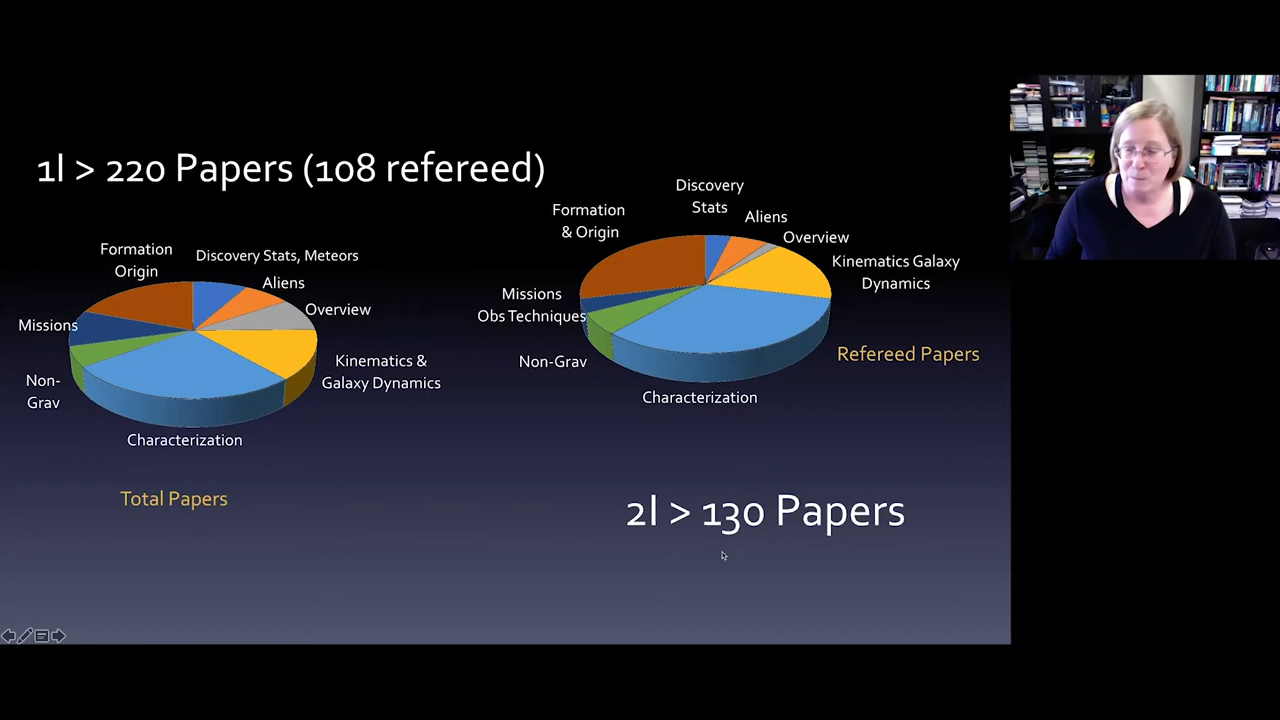 1I > 220 Papers (108 refereed)
Formation
Origin
Discovery Stats, Meteors
Aliens
Overview
Missions
Kinematics &
Galaxy Dynamics
Non-
Grav
Characterization
Total Papers
Discovery
Stats
Formation
& Origin
Aliens
Overview
Kinematics Galaxy
Dynamics
Missions
Obs Techniques
Non-Grav
Refereed Papers
Characterization
2I > 130 Papers